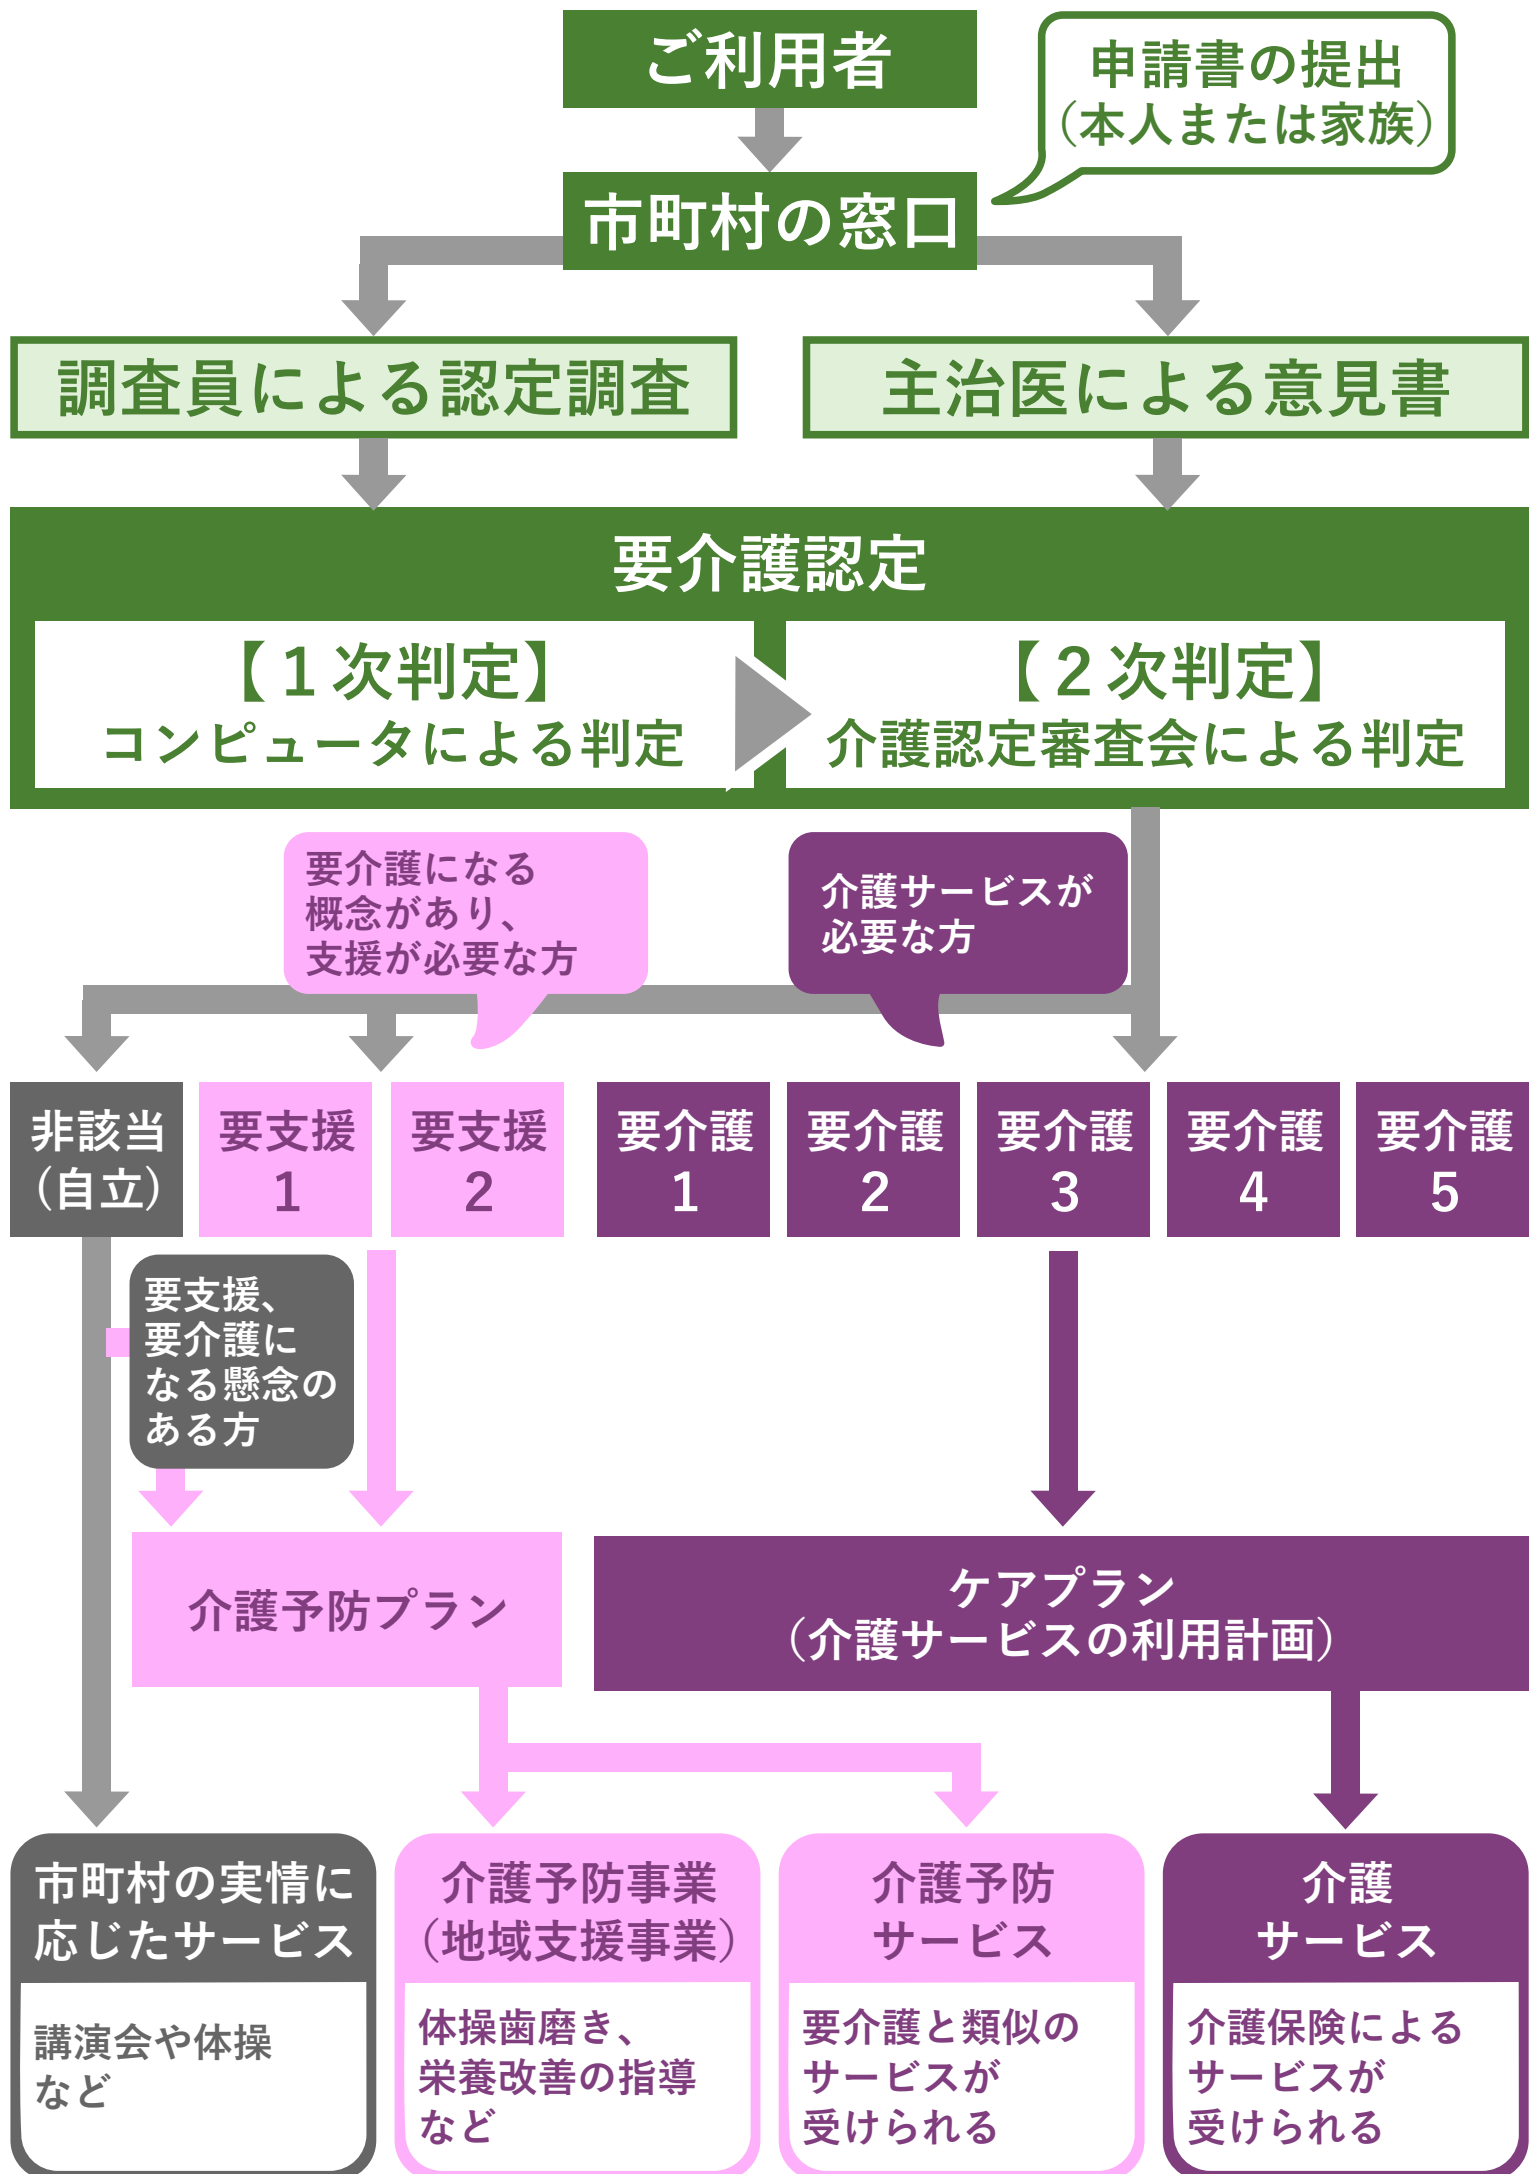 ご利用者
申請書の提出
（本人または家族）
市町村の窓口
調査員による認定調査
主治医による意見書
要介護認定
【１次判定】
コンピュータによる判定
【２次判定】
介護認定審査会による判定
要介護になる
概念があり、
支援が必要な方
介護サービスが
必要な方
非該当
（自立）
要支援
1
要支援
2
要介護
1
要介護
2
要介護
3
要介護
4
要介護
5
要支援、
要介護に
なる懸念の
ある方
介護予防プラン
ケアプラン
（介護サービスの利用計画）
市町村の実情に
応じたサービス
講演会や体操
など
介護予防事業
（地域支援事業）
体操歯磨き、
栄養改善の指導
など
介護予防
サービス
要介護と類似の
サービスが
受けられる
介護
サービス
介護保険による
サービスが
受けられる